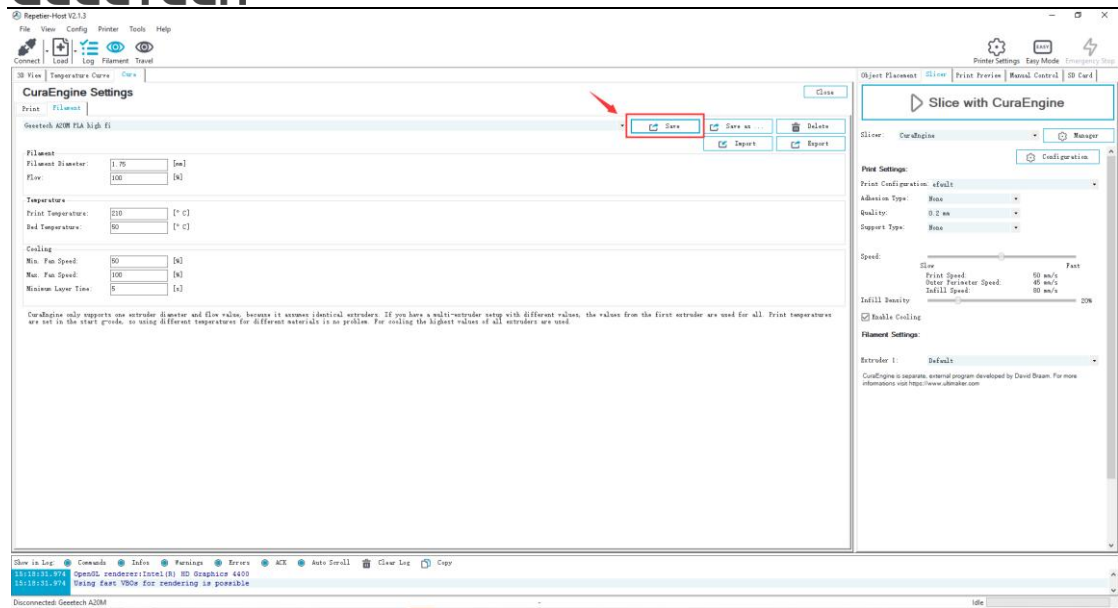 Repetier-Host V2.1.3
File View Config Printer Tools Help
Connect Load Log Filament Travel
Printer Settings Easy Mode Emergency Stop
EASY
3D View Temperature Curve Cura
Object Placement Slicer Print Preview Manual Control SD Card
CuraEngine Settings
Close
Print Filament
Geeetech A20M PLA high fi
Save Save as ... Delete
Import Export
Filament
Filament Diameter: 1.75 [mm]
Flow: 100 [%]
Temperature
Print Temperature: 210 [° C]
Bed Temperature: 50 [° C]
Cooling
Min. Fan Speed: 50 [%]
Max. Fan Speed: 100 [%]
Minimum Layer Time: 5 [s]
CuraEngine only supports one extruder diameter and flow value, because it assumes identical extruders. If you have a multi-extruder setup with different values, the values from the first extruder are used for all. Print temperatures
are set in the start g-code, so using different temperatures for different materials is no problem. For cooling the highest values of all extruders are used.
Slice with CuraEngine
Slicer: CuraEngine Manager
Configuration
Print Settings:
Print Configuration: efault
Adhesion Type: None
Quality: 0.2 mm
Support Type: None
Speed:
Slow Fast
Print Speed: 50 mm/s
Outer Perimeter Speed: 45 mm/s
Infill Speed: 80 mm/s
Infill Density 20%
Enable Cooling
Filament Settings:
Extruder 1: Default
CuraEngine is separate, external program developed by David Braam. For more
informations visit https://www.ultimaker.com
Show in Log: Commands Infos Warnings Errors ACK Auto Scroll Clear Log Copy
15:18:31.974 OpenGL renderer:Intel(R) HD Graphics 4400
15:18:31.974 Using fast VBOs for rendering is possible
Disconnected: Geeetech A20M - Idle